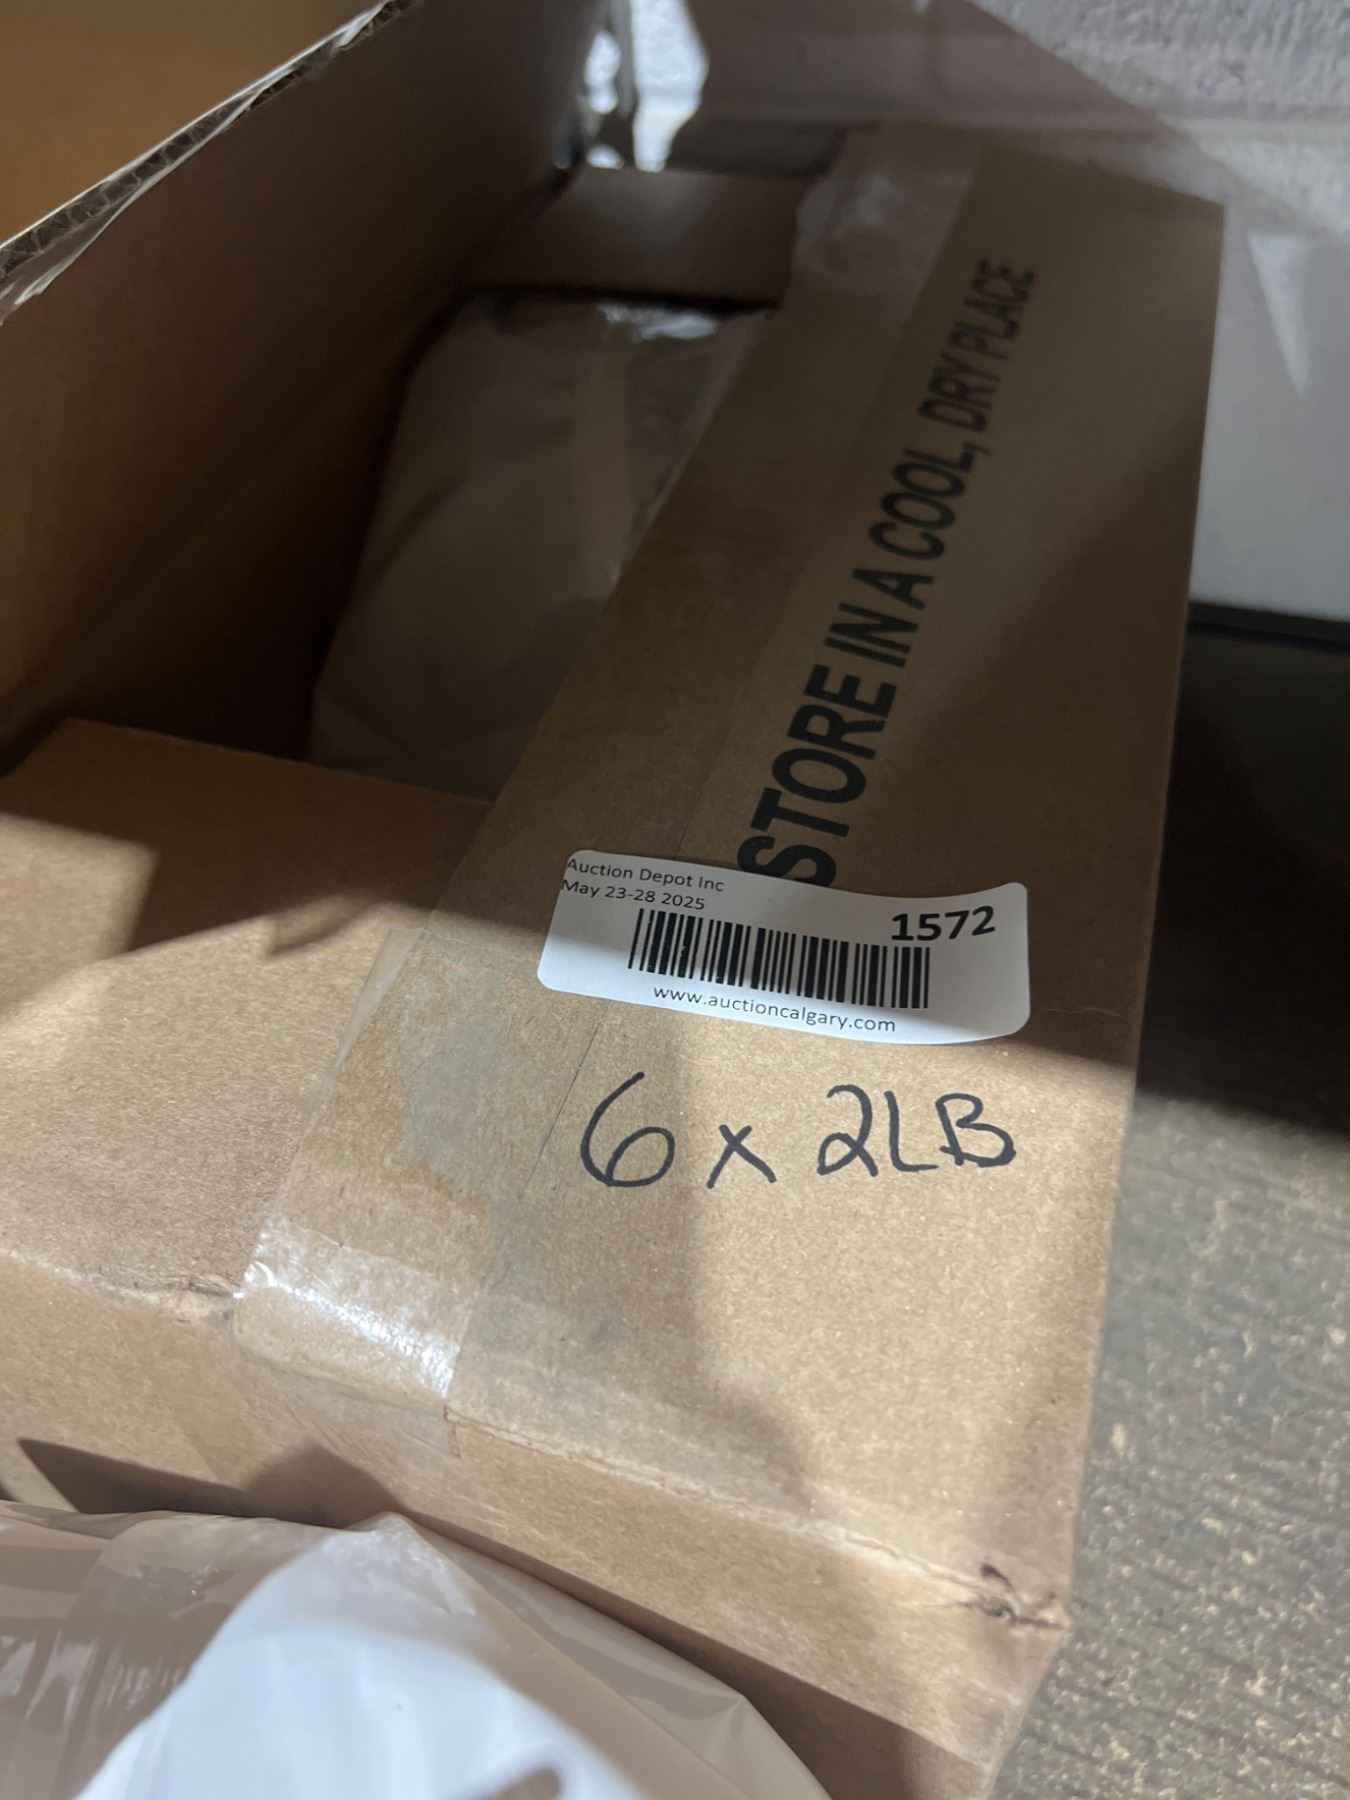 STORE IN A COOL, DRY PLACE
Auction Depot Inc
May 23-28 2025
1572
www.auctioncalgary.com
6 x 2LB